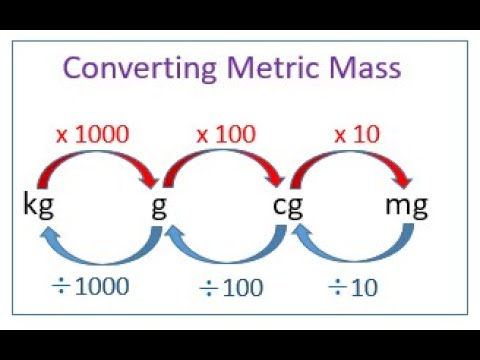 Converting Metric Mass
x 1000 x 100 x 10
kg g cg mg
÷1000 ÷100 ÷10